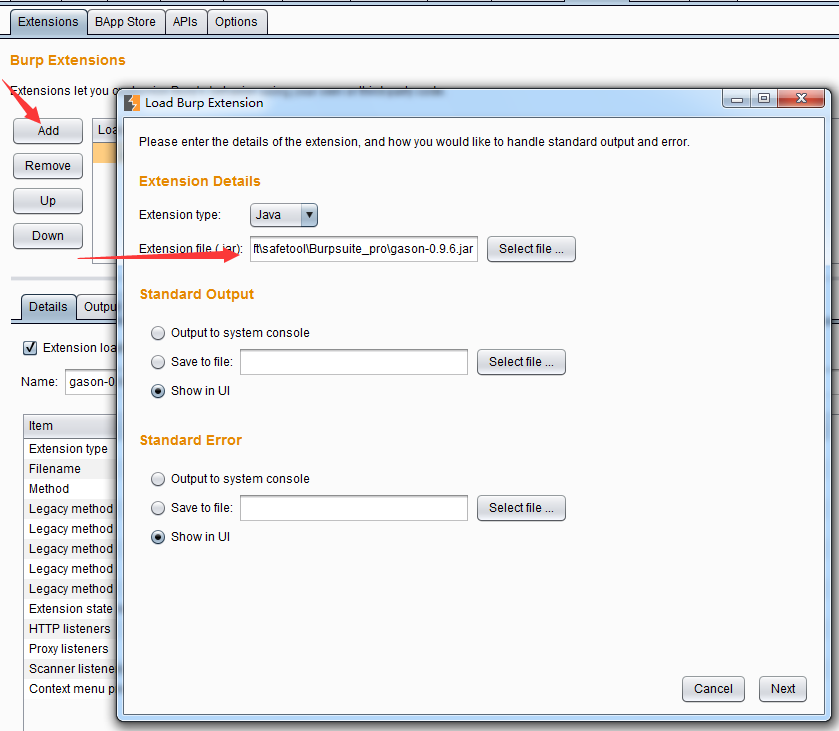 Extensions BApp Store APIs Options
Burp Extensions
Extensions let you
Load Burp Extension
Add
Remove
Up
Down
Please enter the details of the extension, and how you would like to handle standard output and error.
Extension Details
Extension type: Java
Extension file (.jar): ft\safetool\Burpsuite_pro\gason-0.9.6.jar Select file ...
Standard Output
Output to system console
Save to file: Select file ...
Show in UI
Standard Error
Output to system console
Save to file: Select file ...
Show in UI
Cancel Next
Details Outpu
Extension loa
Name: gason-0
Item
Extension type
Filename
Method
Legacy method
Legacy method
Legacy method
Legacy method
Legacy method
Extension state
HTTP listeners
Proxy listeners
Scanner listene
Context menu p